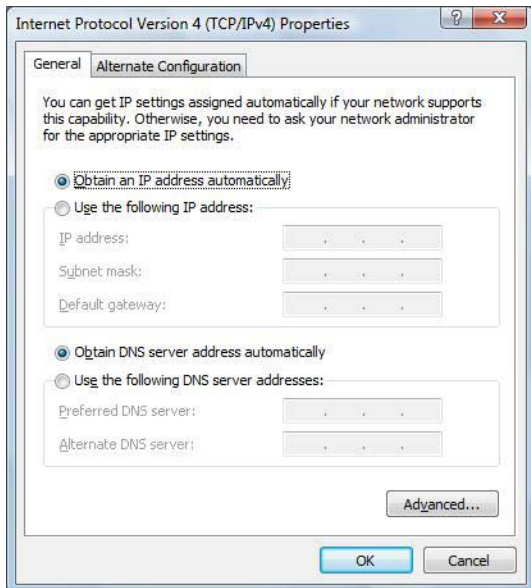 Internet Protocol Version 4 (TCP/IPv4) Properties
General
Alternate Configuration
You can get IP settings assigned automatically if your network supports
this capability. Otherwise, you need to ask your network administrator
for the appropriate IP settings.
Obtain an IP address automatically
Use the following IP address:
IP address:
Subnet mask:
Default gateway:
Obtain DNS server address automatically
Use the following DNS server addresses:
Preferred DNS server:
Alternate DNS server:
Advanced...
OK
Cancel